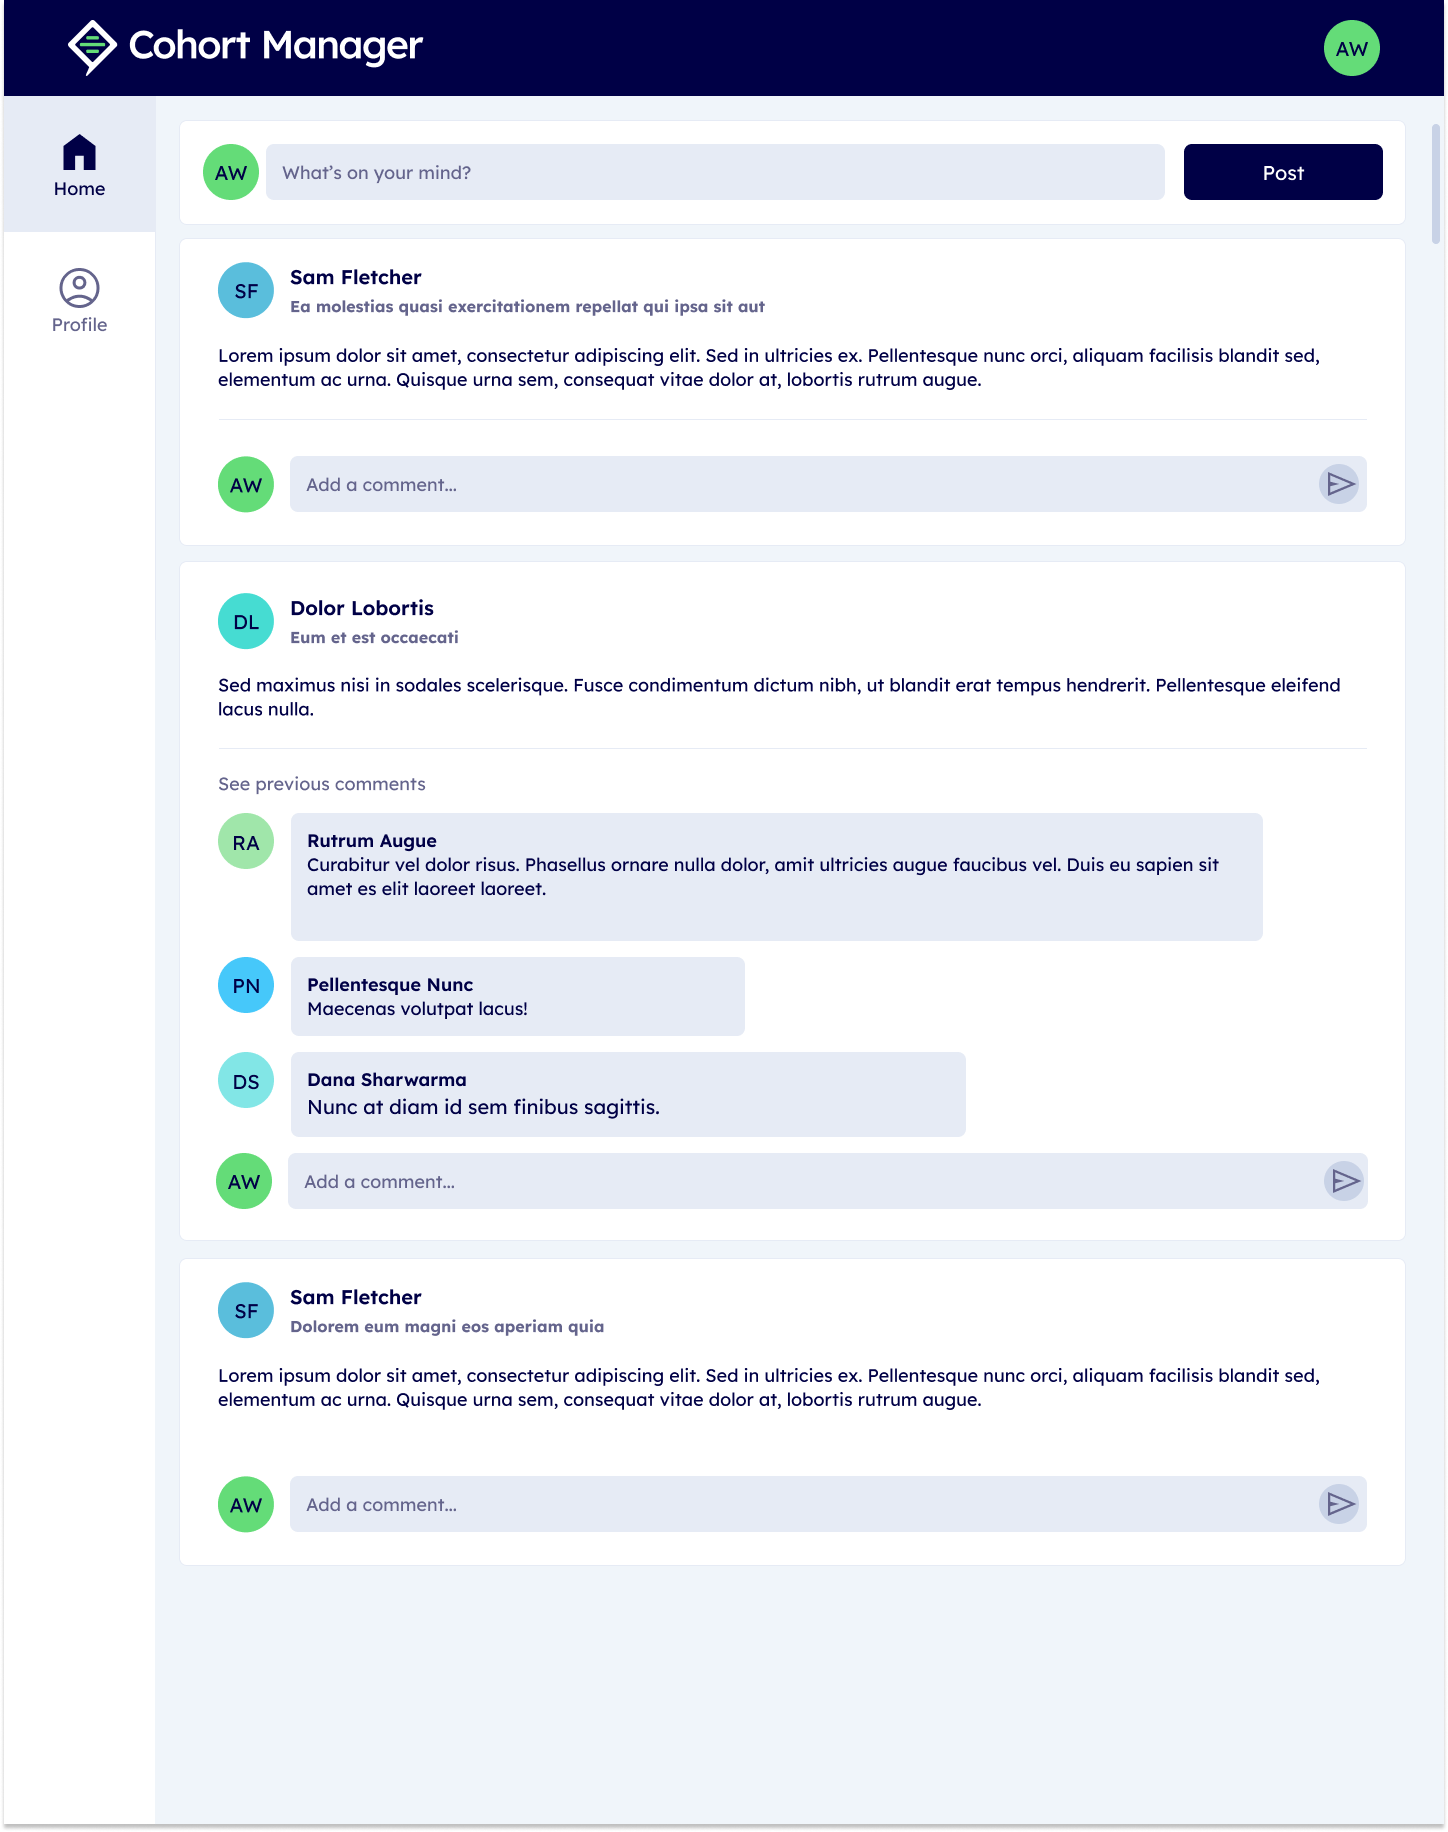 Cohort Manager
AW
Home
Profile
AW
What's on your mind?
Post
SF
Sam Fletcher
Ea molestias quasi exercitationem repellat qui ipsa sit aut
Lorem ipsum dolor sit amet, consectetur adipiscing elit. Sed in ultricies ex. Pellentesque nunc orci, aliquam facilisis blandit sed,
elementum ac urna. Quisque urna sem, consequat vitae dolor at, lobortis rutrum augue.
AW
Add a comment...
DL
Dolor Lobortis
Eum et est occaecati
Sed maximus nisi in sodales scelerisque. Fusce condimentum dictum nibh, ut blandit erat tempus hendrerit. Pellentesque eleifend
lacus nulla.
See previous comments
RA
Rutrum Augue
Curabitur vel dolor risus. Phasellus ornare nulla dolor, amit ultricies augue faucibus vel. Duis eu sapien sit
amet es elit laoreet laoreet.
PN
Pellentesque Nunc
Maecenas volutpat lacus!
DS
Dana Sharwarma
Nunc at diam id sem finibus sagittis.
AW
Add a comment...
SF
Sam Fletcher
Dolorem eum magni eos aperiam quia
Lorem ipsum dolor sit amet, consectetur adipiscing elit. Sed in ultricies ex. Pellentesque nunc orci, aliquam facilisis blandit sed,
elementum ac urna. Quisque urna sem, consequat vitae dolor at, lobortis rutrum augue.
AW
Add a comment...